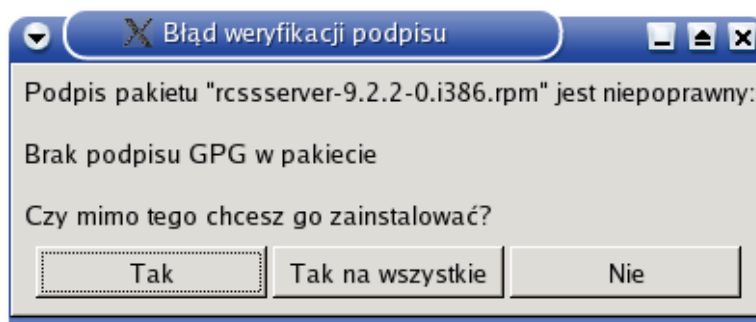 Błąd weryfikacji podpisu
Podpis pakietu "rcssserver-9.2.2-0.i386.rpm" jest niepoprawny:
Brak podpisu GPG w pakiecie
Czy mimo tego chcesz go zainstalować?
Tak Tak na wszystkie Nie